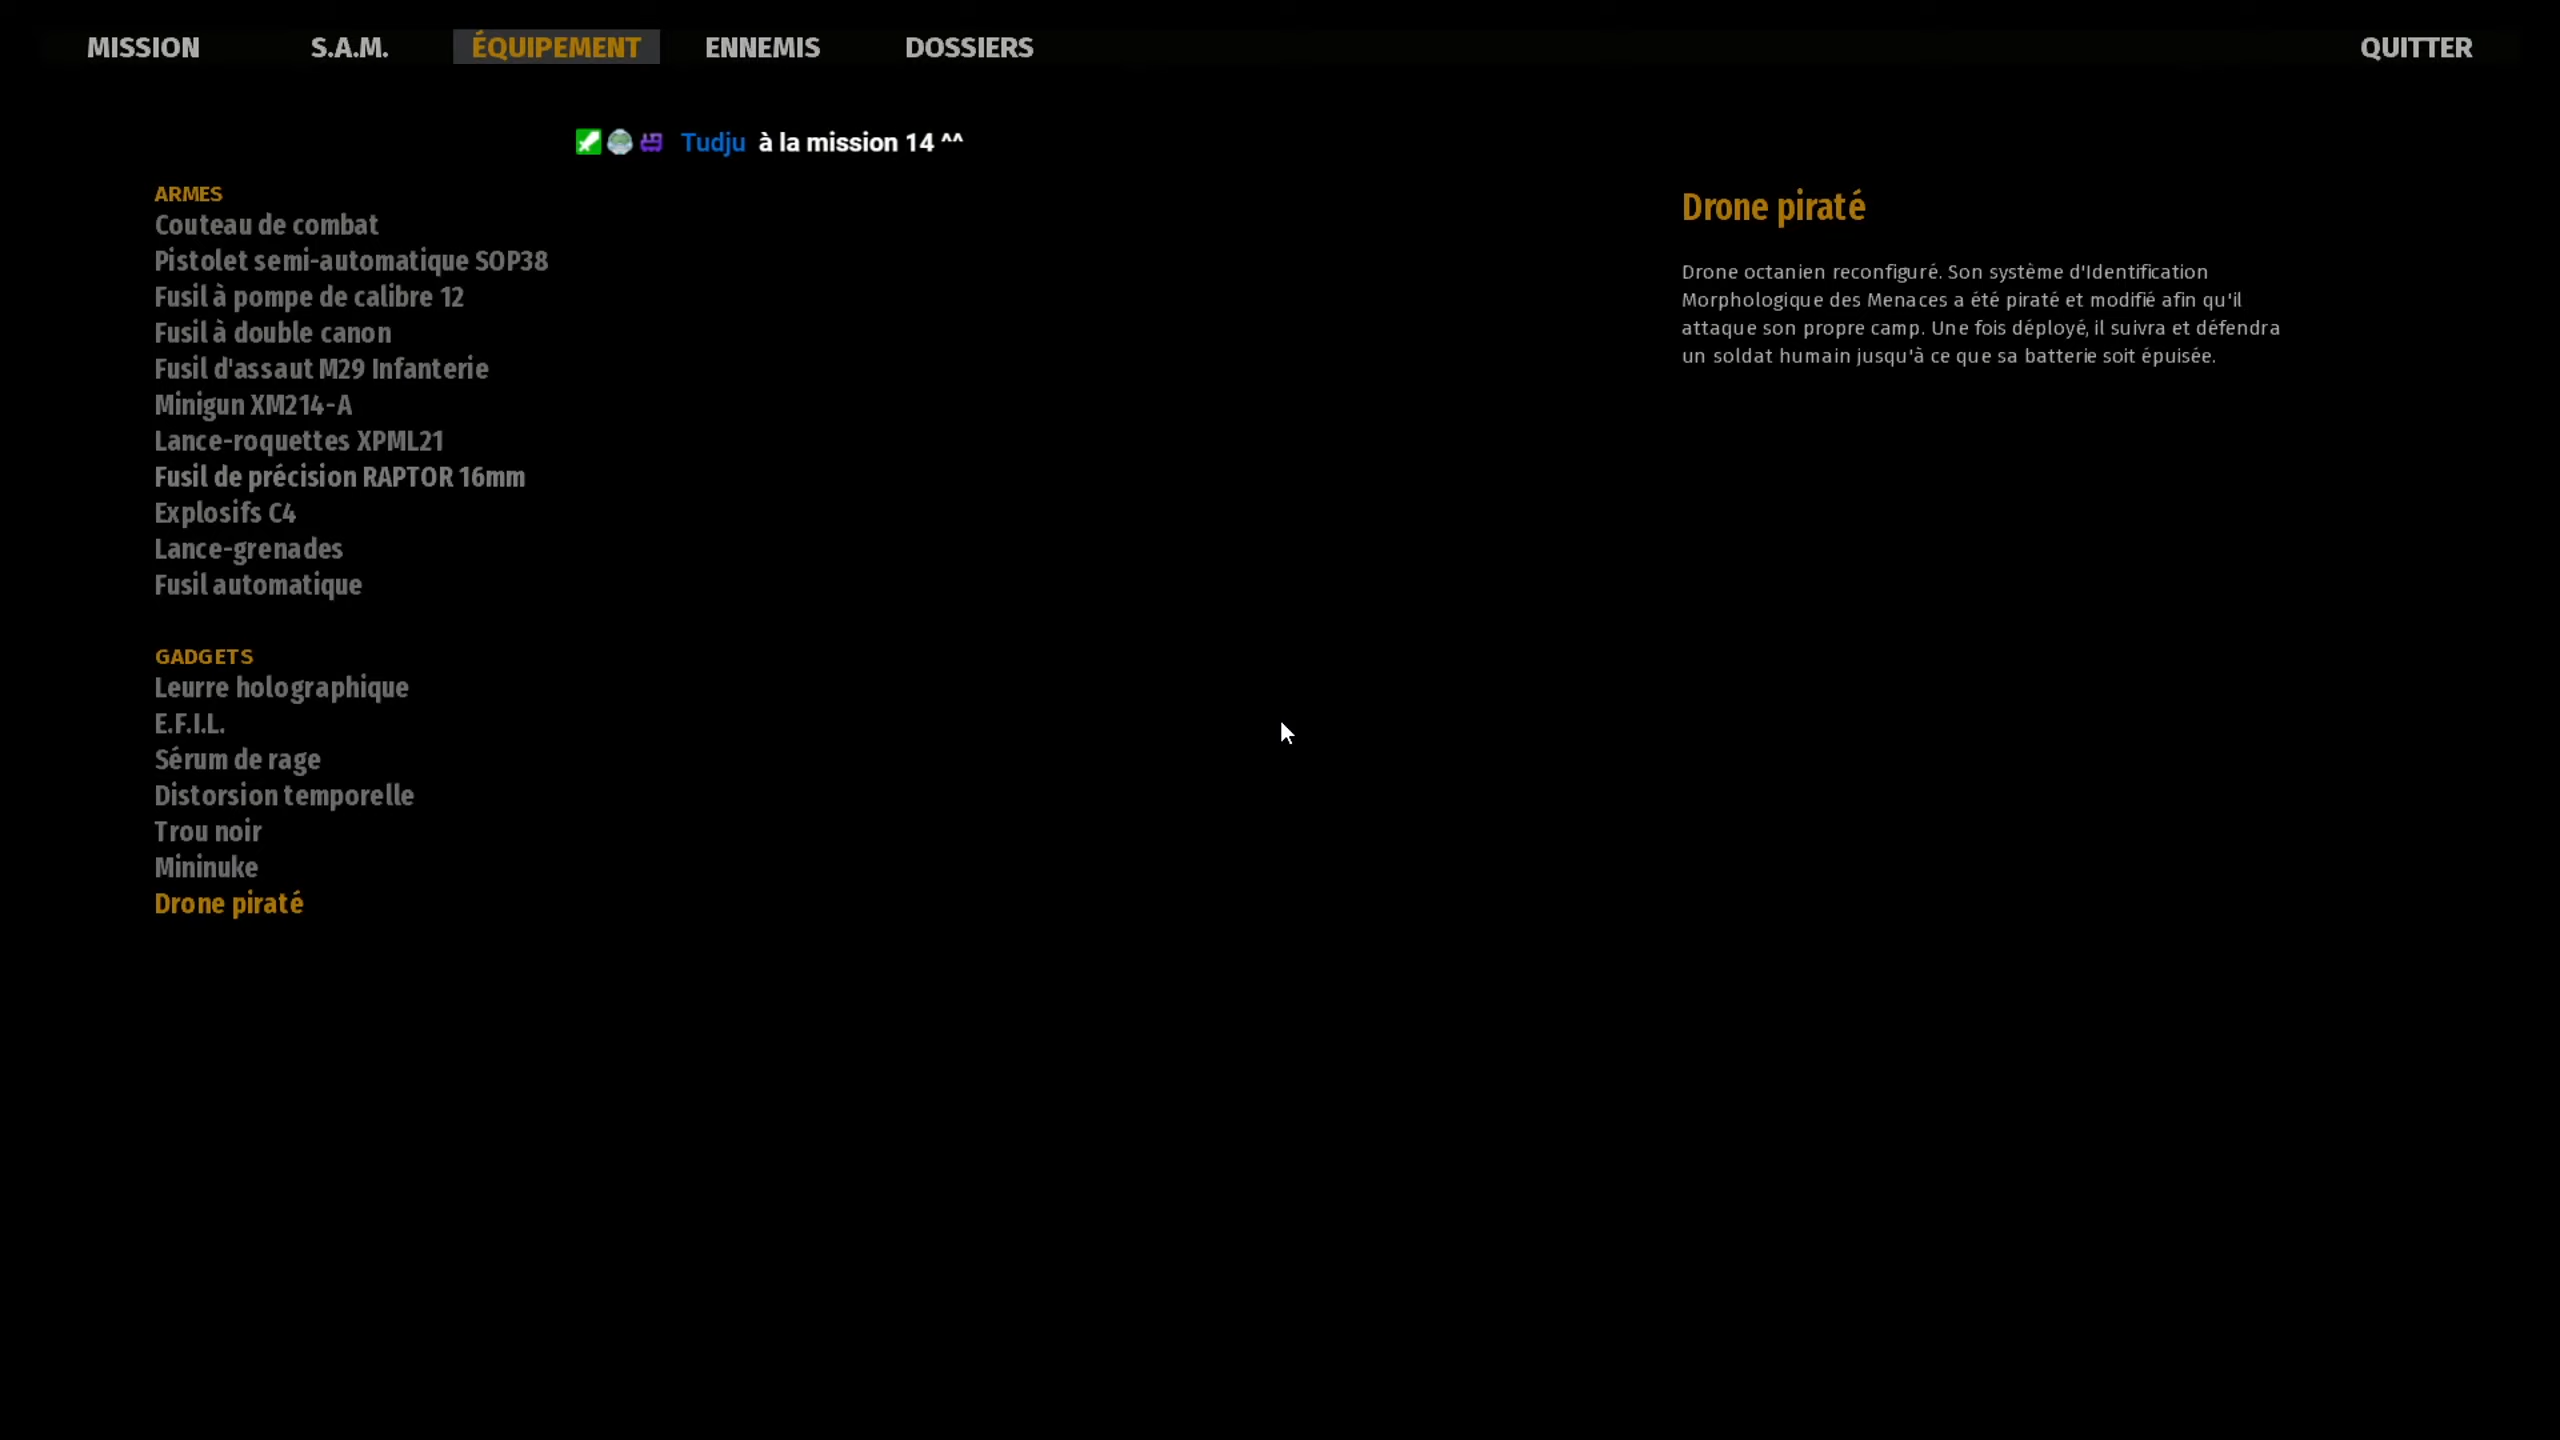 MISSION S.A.M. ÉQUIPEMENT ENNEMIS DOSSIERS QUITTER
Tudju à la mission 14 ^^
ARMES
Couteau de combat
Pistolet semi-automatique SOP38
Fusil à pompe de calibre 12
Fusil à double canon
Fusil d'assaut M29 Infanterie
Minigun XM214-A
Lance-roquettes XPML21
Fusil de précision RAPTOR 16mm
Explosifs C4
Lance-grenades
Fusil automatique
GADGETS
Leurre holographique
E.F.I.L.
Sérum de rage
Distorsion temporelle
Trou noir
Mininuke
Drone piraté
Drone piraté
Drone octanien reconfiguré. Son système d'Identification
Morphologique des Menaces a été piraté et modifié afin qu'il
attaque son propre camp. Une fois déployé, il suivra et défendra
un soldat humain jusqu'à ce que sa batterie soit épuisée.